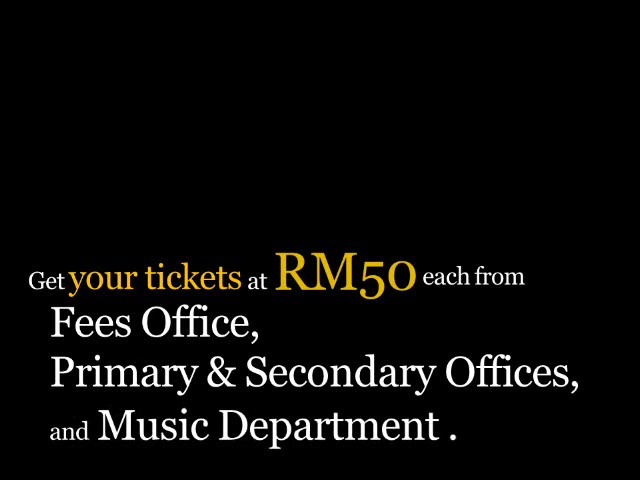 Get your tickets at RM50 each from
Fees Office,
Primary & Secondary Offices,
and Music Department .